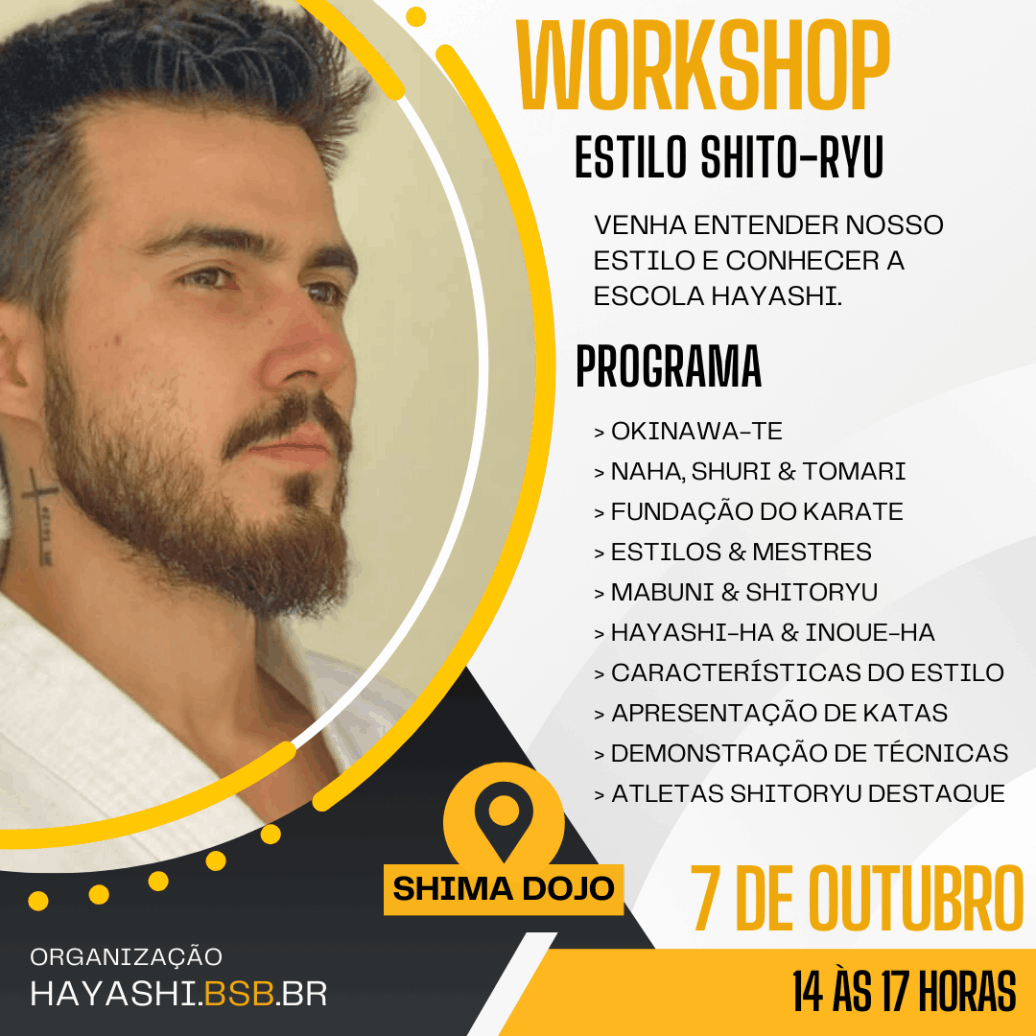 WORKSHOP
ESTILO SHITO-RYU
VENHA ENTENDER NOSSO
ESTILO E CONHECER A
ESCOLA HAYASHI.
PROGRAMA
> OKINAWA-TE
> NAHA, SHURI & TOMARI
> FUNDAÇÃO DO KARATE
> ESTILOS & MESTRES
> MABUNI & SHITORYU
> HAYASHI-HA & INOUE-HA
> CARACTERÍSTICAS DO ESTILO
> APRESENTAÇÃO DE KATAS
> DEMONSTRAÇÃO DE TÉCNICAS
> ATLETAS SHITORYU DESTAQUE
SHIMA DOJO
7 DE OUTUBRO
14 ÀS 17 HORAS
ORGANIZAÇÃO
HAYASHI.BSB.BR